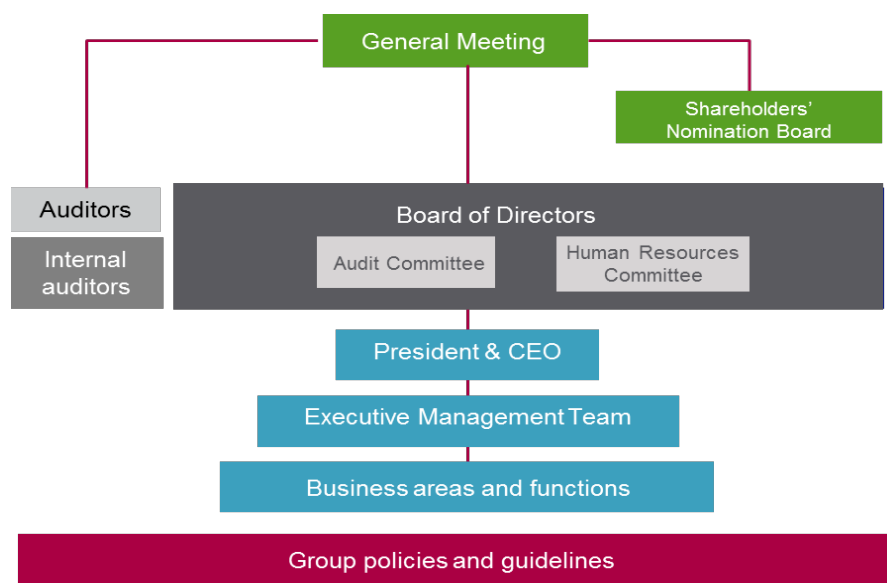 General Meeting
Shareholders’
Nomination Board
Auditors
Internal
auditors
Board of Directors
Audit Committee
Human Resources
Committee
President & CEO
Executive Management Team
Business areas and functions
Group policies and guidelines